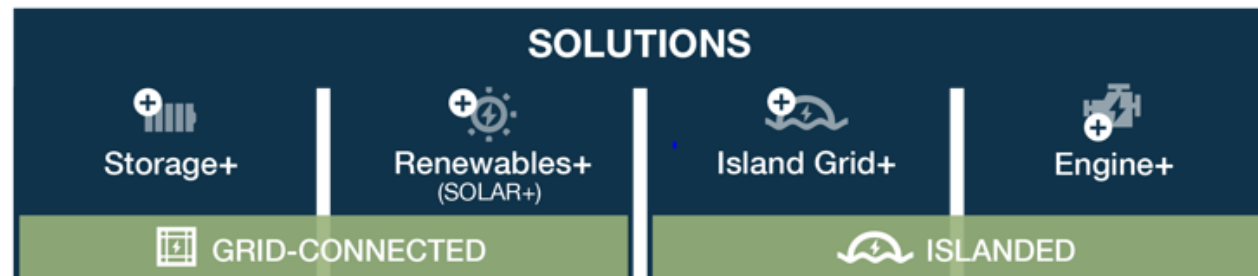 SOLUTIONS
Storage+
Renewables+
(SOLAR+)
Island Grid+
Engine+
GRID-CONNECTED
ISLANDED